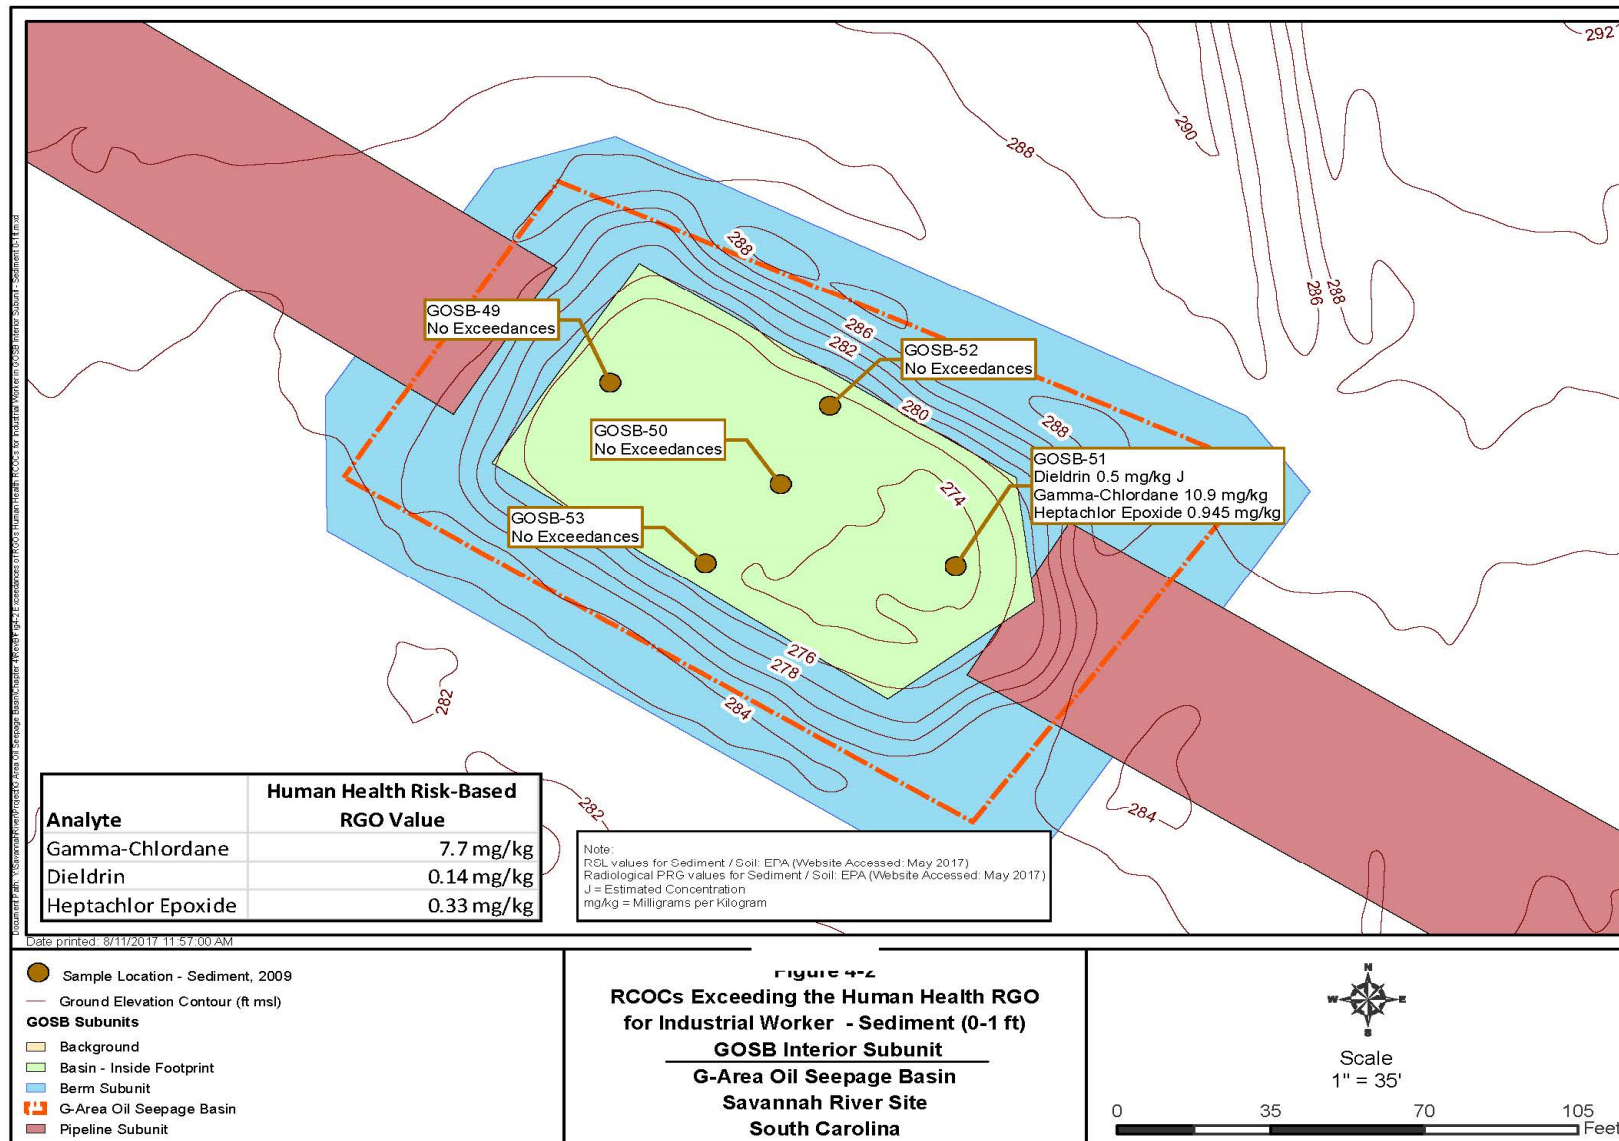 292
290
288
288
286
288
GOSB-49
No Exceedances
286
282
GOSB-52
No Exceedances
280
288
GOSB-50
No Exceedances
GOSB-51
Dieldrin 0.5 mg/kg J
Gamma-Chlordane 10.9 mg/kg
Heptachlor Epoxide 0.945 mg/kg
274
GOSB-53
No Exceedances
276
278
284
282
282
284
Analyte Human Health Risk-Based RGO Value
Gamma-Chlordane 7.7 mg/kg
Dieldrin 0.14 mg/kg
Heptachlor Epoxide 0.33 mg/kg
Note:
RSL values for Sediment / Soil: EPA (Website Accessed: May 2017)
Radiological PRG values for Sediment / Soil: EPA (Website Accessed: May 2017)
J = Estimated Concentration
mg/kg = Milligrams per Kilogram
Date printed: 8/11/2017 11:57:00 AM
Sample Location - Sediment, 2009
Ground Elevation Contour (ft msl)
GOSB Subunits
Background
Basin - Inside Footprint
Berm Subunit
G-Area Oil Seepage Basin
Pipeline Subunit
Figure 4-2
RCOCs Exceeding the Human Health RGO
for Industrial Worker - Sediment (0-1 ft)
GOSB Interior Subunit
G-Area Oil Seepage Basin
Savannah River Site
South Carolina
N
W E
S
Scale
1" = 35'
0 35 70 105
Feet